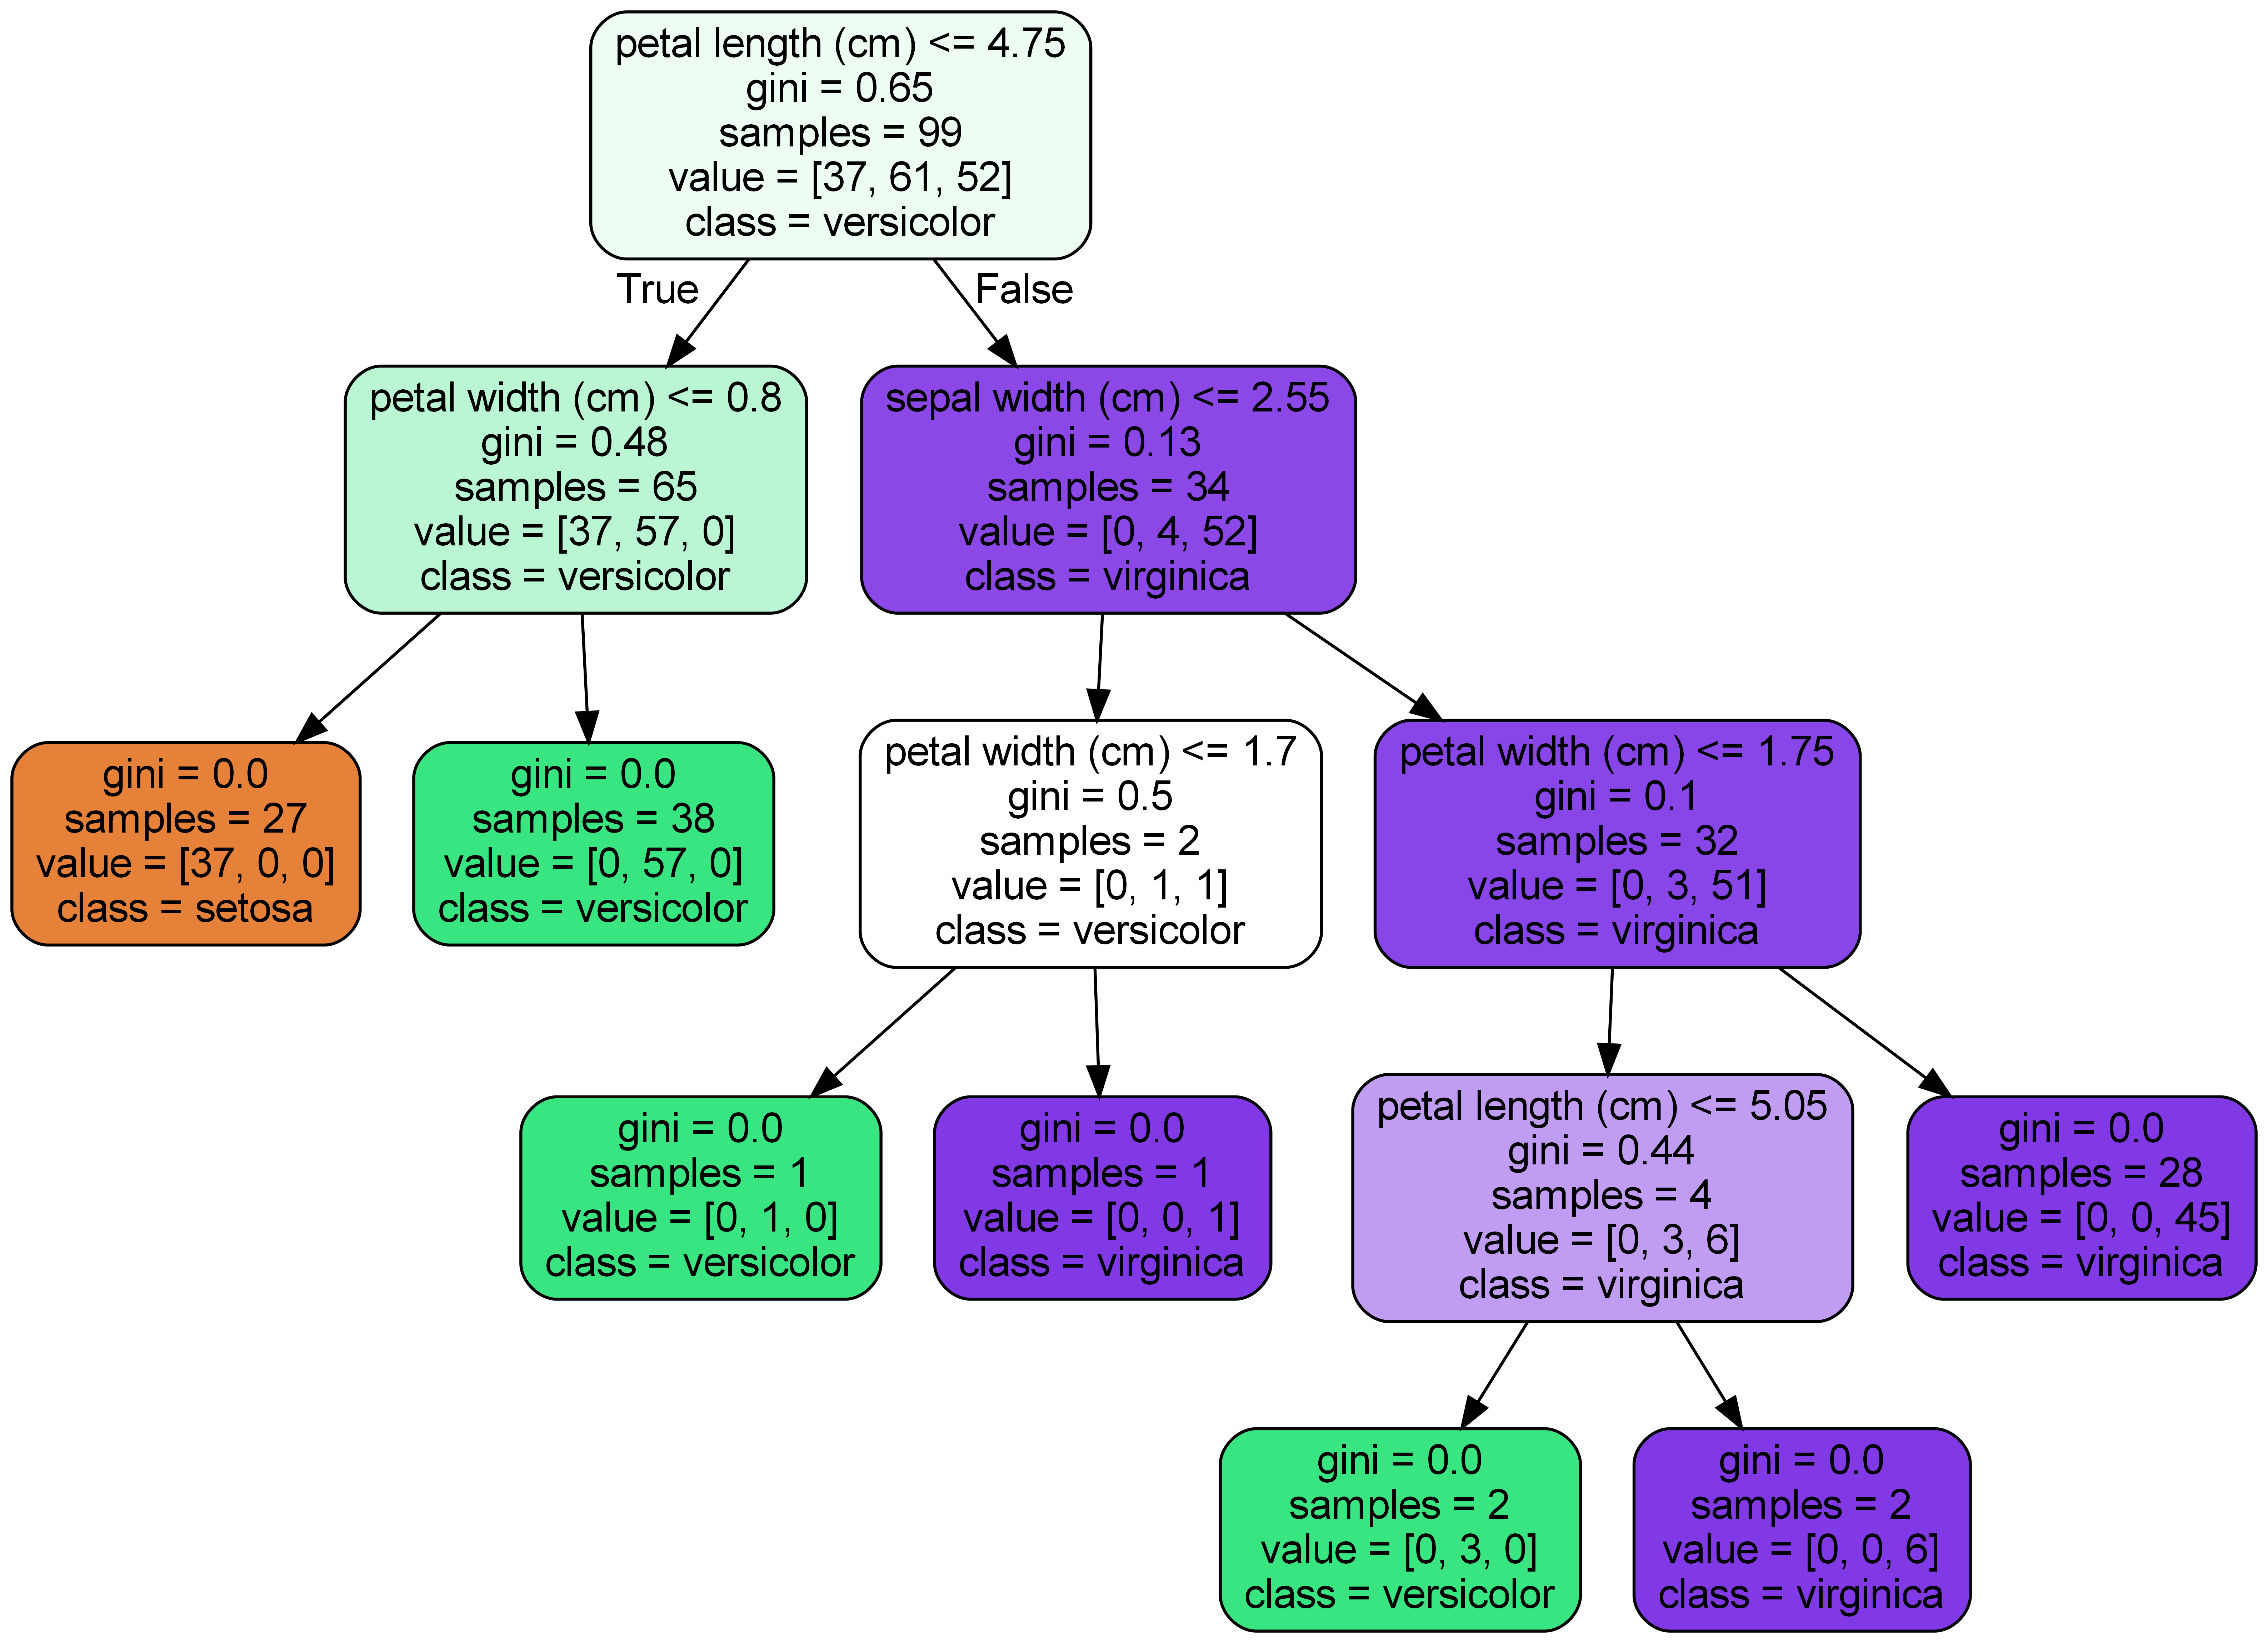 petal length (cm) <= 4.75
gini = 0.65
samples = 99
value = [37, 61, 52]
class = versicolor
True
False
petal width (cm) <= 0.8
gini = 0.48
samples = 65
value = [37, 57, 0]
class = versicolor
sepal width (cm) <= 2.55
gini = 0.13
samples = 34
value = [0, 4, 52]
class = virginica
gini = 0.0
samples = 27
value = [37, 0, 0]
class = setosa
gini = 0.0
samples = 38
value = [0, 57, 0]
class = versicolor
petal width (cm) <= 1.7
gini = 0.5
samples = 2
value = [0, 1, 1]
class = versicolor
petal width (cm) <= 1.75
gini = 0.1
samples = 32
value = [0, 3, 51]
class = virginica
gini = 0.0
samples = 1
value = [0, 1, 0]
class = versicolor
gini = 0.0
samples = 1
value = [0, 0, 1]
class = virginica
petal length (cm) <= 5.05
gini = 0.44
samples = 4
value = [0, 3, 6]
class = virginica
gini = 0.0
samples = 28
value = [0, 0, 45]
class = virginica
gini = 0.0
samples = 2
value = [0, 3, 0]
class = versicolor
gini = 0.0
samples = 2
value = [0, 0, 6]
class = virginica